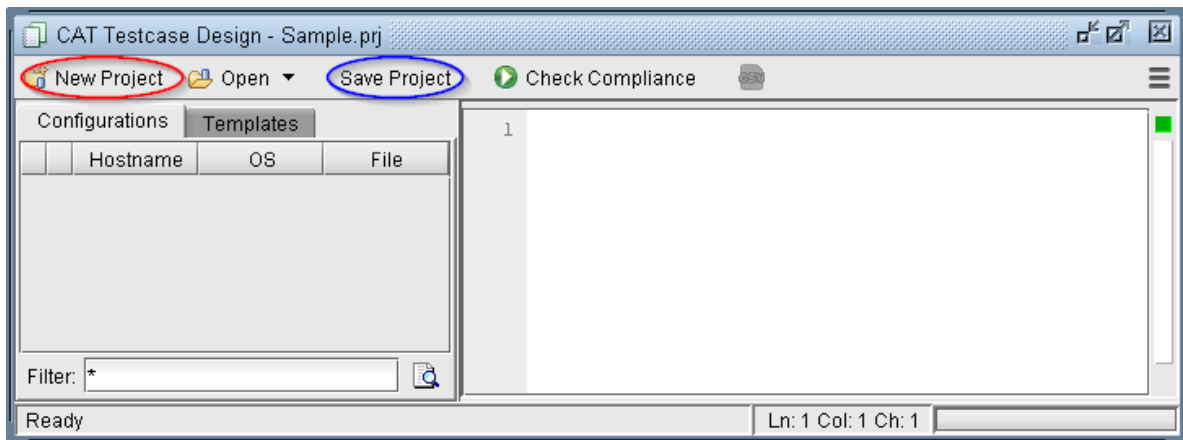 CAT Testcase Design - Sample.prj
New Project Open Save Project Check Compliance CSV
Configurations Templates
Hostname OS File
1
Filter: *
Ready Ln: 1 Col: 1 Ch: 1